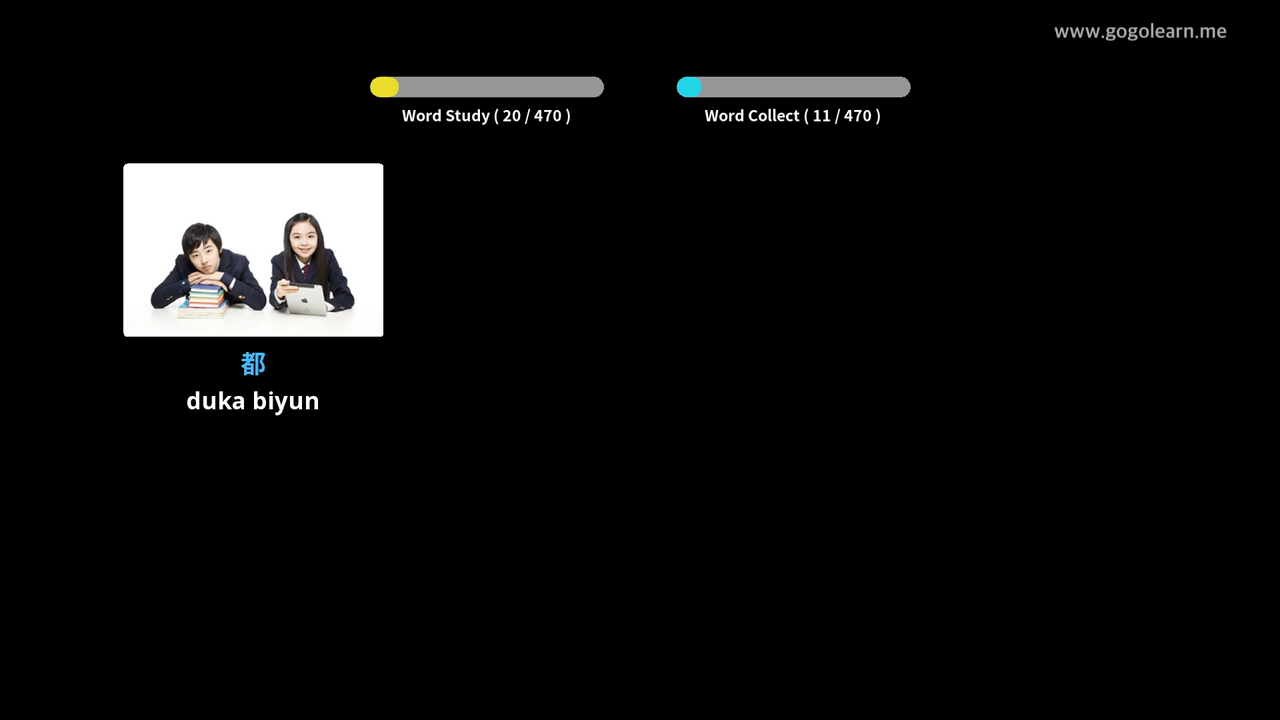 www.gogolearn.me
Word Study ( 20 / 470 )
Word Collect ( 11 / 470 )
都
duka biyun